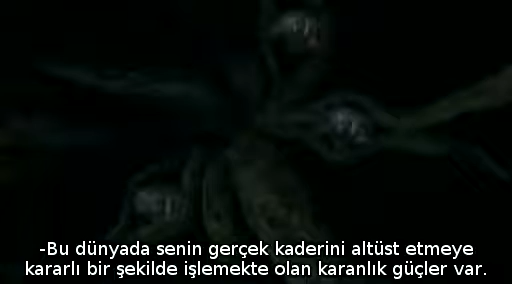 -Bu dünyada senin gerçek kaderini altüst etmeye
kararlı bir şekilde işlemekte olan karanlık güçler var.